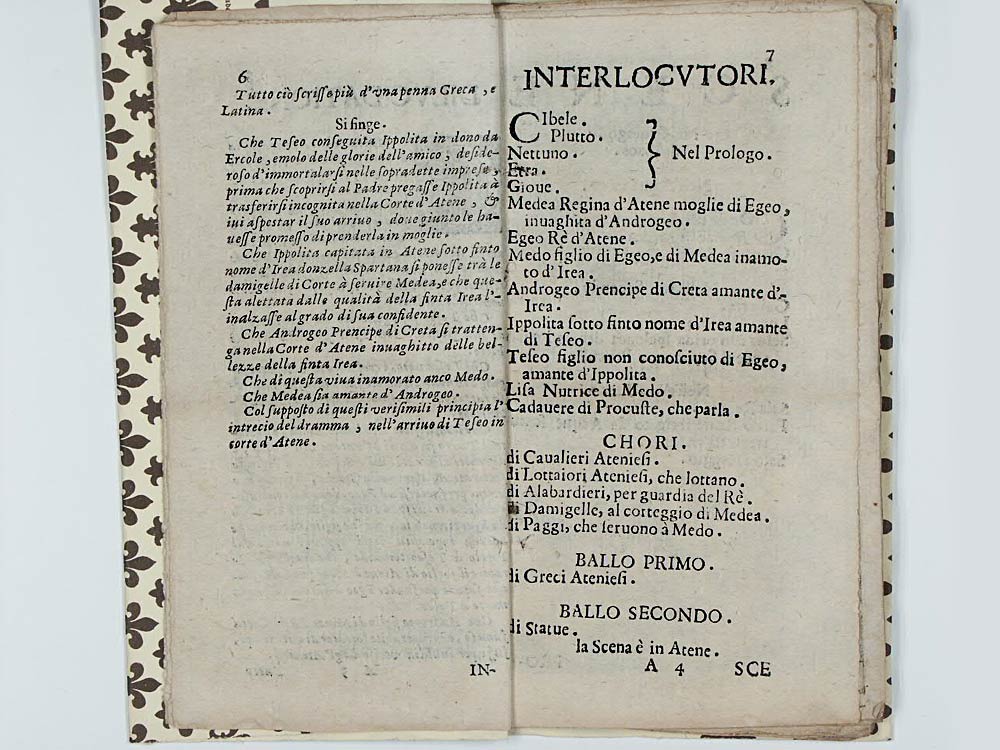 6
Tutto ciò scrisse più d'vna penna Greca, e
Latina.
Si finge.
Che Teseo conseguita Ippolita in dono da
Ercole, emolo delle glorie dell'amico, deside-
roso d'immortalarsi nelle sopradette imprese,
prima che scoprirsi al Padre pregasse Ippolita à
trasferirsi incognita nella Corte d'Atene, &
iui aspestar il suo arriuo, doue giunto le ha-
uesse promesso di prenderla in moglie.
Che Ippolita capitata in Atene sotto finto
nome d'Irea donzella Spartana si ponesse trà le
damigelle di Corte à seruire Medea, e che que-
sta alettata dalle qualità della finta Irea l'-
inalzasse al grado di sua confidente.
Che Androgeo Prencipe di Creta si tratten-
ga nella Corte d'Atene inuaghitto delle bel-
lezze della finta Irea.
Che di questa viua inamorato anco Medo.
Che Medea sia amante d'Androgeo.
Col supposto di questi verisimili principia l'
intrecio del dramma, nell'arriuo di Teseo in
corte d'Atene.
IN-
7
INTERLOCVTORI.
CIbele.
Plutto.
Nettuno.
Etra.
Gioue.
Nel Prologo.
Medea Regina d'Atene moglie di Egeo,
inuaghita d'Androgeo.
Egeo Rè d'Atene.
Medo figlio di Egeo, e di Medea inamo-
to d'Irea.
Androgeo Prencipe di Creta amante d'-
Irea.
Ippolita sotto finto nome d'Irea amante
di Teseo.
Teseo figlio non conosciuto di Egeo,
amante d'Ippolita.
Lisa Nutrice di Medo.
Cadauere di Procuste, che parla.
CHORI.
di Caualieri Ateniesi.
di Lottaiori Ateniesi, che lottano.
di Alabardieri, per guardia del Rè.
di Damigelle, al corteggio di Medea.
di Paggi, che seruono à Medo.
BALLO PRIMO.
di Greci Ateniesi.
BALLO SECONDO.
di Statue.
la Scena è in Atene.
A 4 SCE